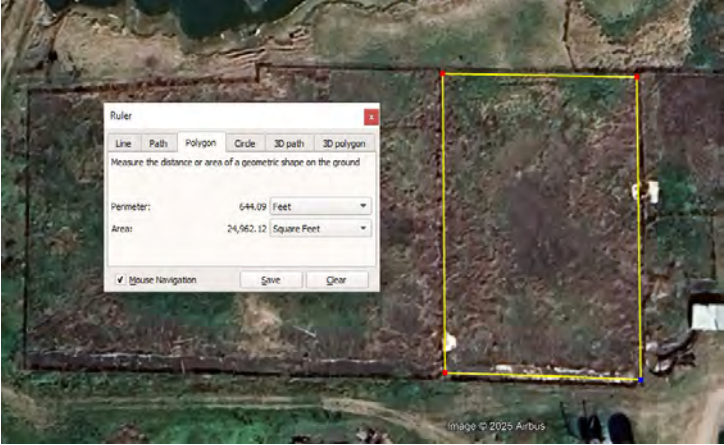 Ruler
x
Line Path Polygon Circle 3D path 3D polygon
Measure the distance or area of a geometric shape on the ground
Perimeter: 644.09 Feet
Area: 24,962.12 Square Feet
Mouse Navigation Save Clear
Image © 2025 Airbus